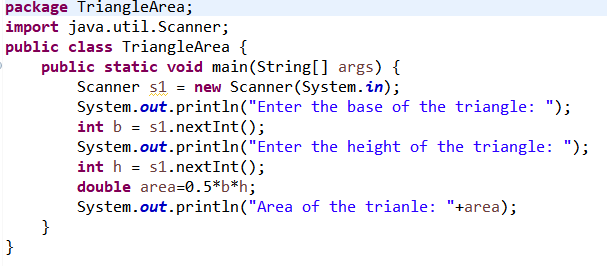 package TriangleArea;
import java.util.Scanner;
public class TriangleArea {
    public static void main(String[] args) {
        Scanner s1 = new Scanner(System.in);
        System.out.println("Enter the base of the triangle: ");
        int b = s1.nextInt();
        System.out.println("Enter the height of the triangle: ");
        int h = s1.nextInt();
        double area=0.5*b*h;
        System.out.println("Area of the trianle: "+area);
    }
}